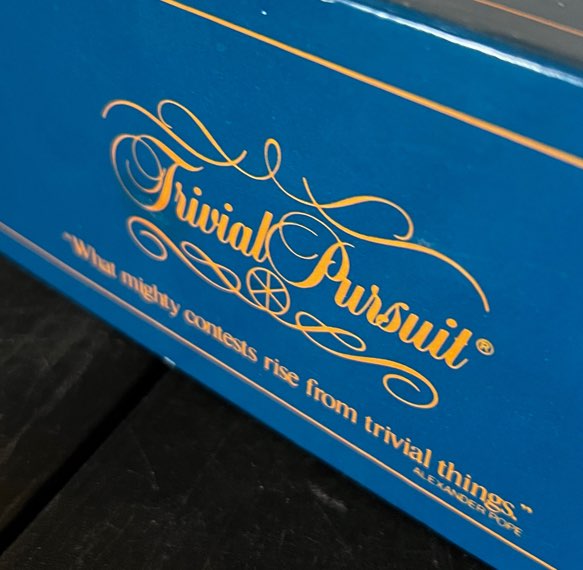 Trivial Pursuit®
"What mighty contests rise from trivial things."
ALEXANDER POPE